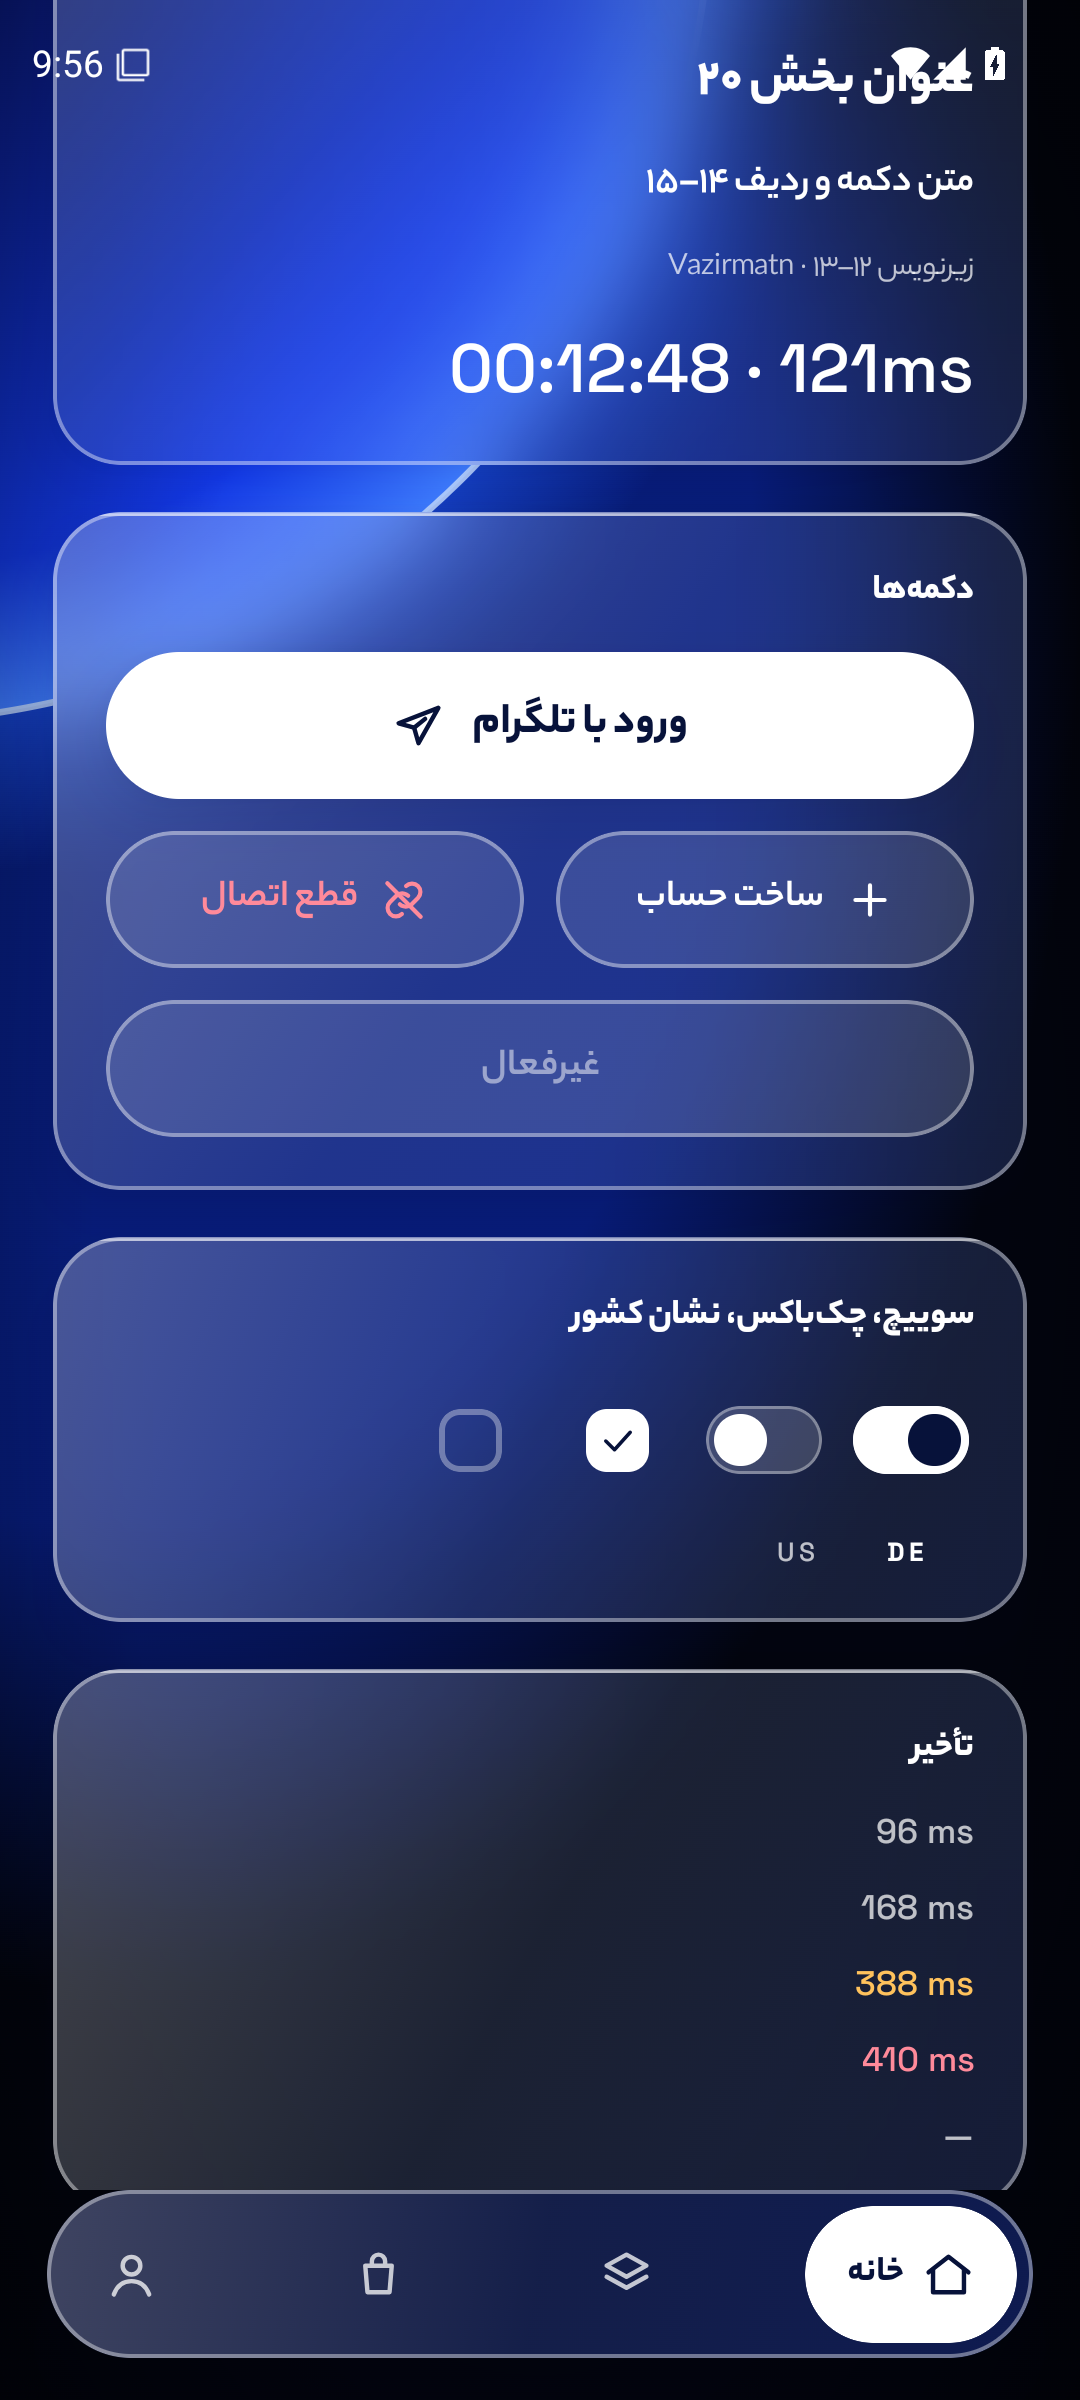 9:56
عنوان بخش ۲۰
متن دکمه و ردیف ۱۴–۱۵
زیرنویس ۱۲–۱۳ · Vazirmatn
00:12:48 · 121ms
دکمه‌ها
ورود با تلگرام
ساخت حساب
قطع اتصال
غیرفعال
سوییچ، چک‌باکس، نشان کشور
DE
US
تأخیر
96 ms
168 ms
388 ms
410 ms
—
خانه